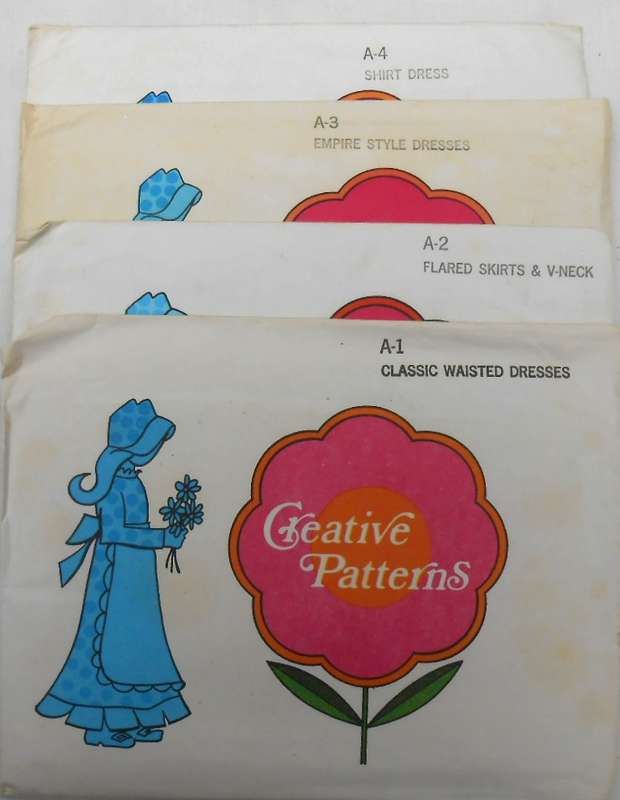 A-4
SHIRT DRESS
A-3
EMPIRE STYLE DRESSES
A-2
FLARED SKIRTS & V-NECK
A-1
CLASSIC WAISTED DRESSES
Creative
Patterns